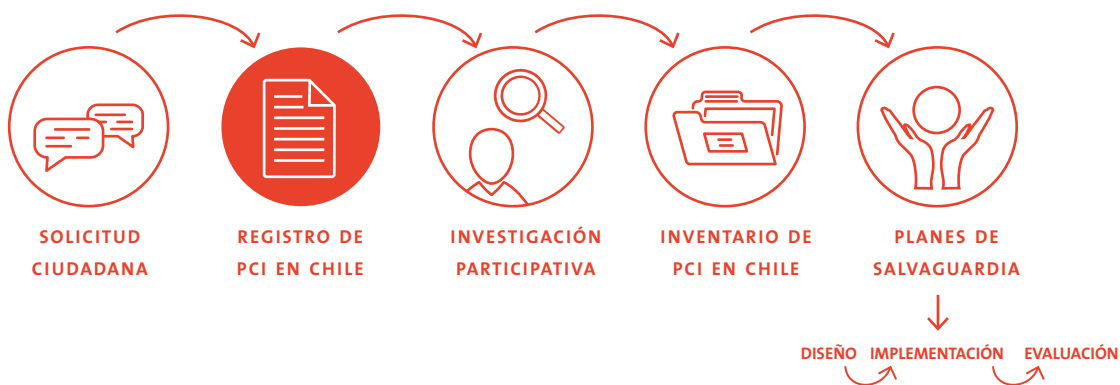 SOLICITUD
CIUDADANA
REGISTRO DE
PCI EN CHILE
INVESTIGACIÓN
PARTICIPATIVA
INVENTARIO DE
PCI EN CHILE
PLANES DE
SALVAGUARDIA
DISEÑO IMPLEMENTACIÓN EVALUACIÓN